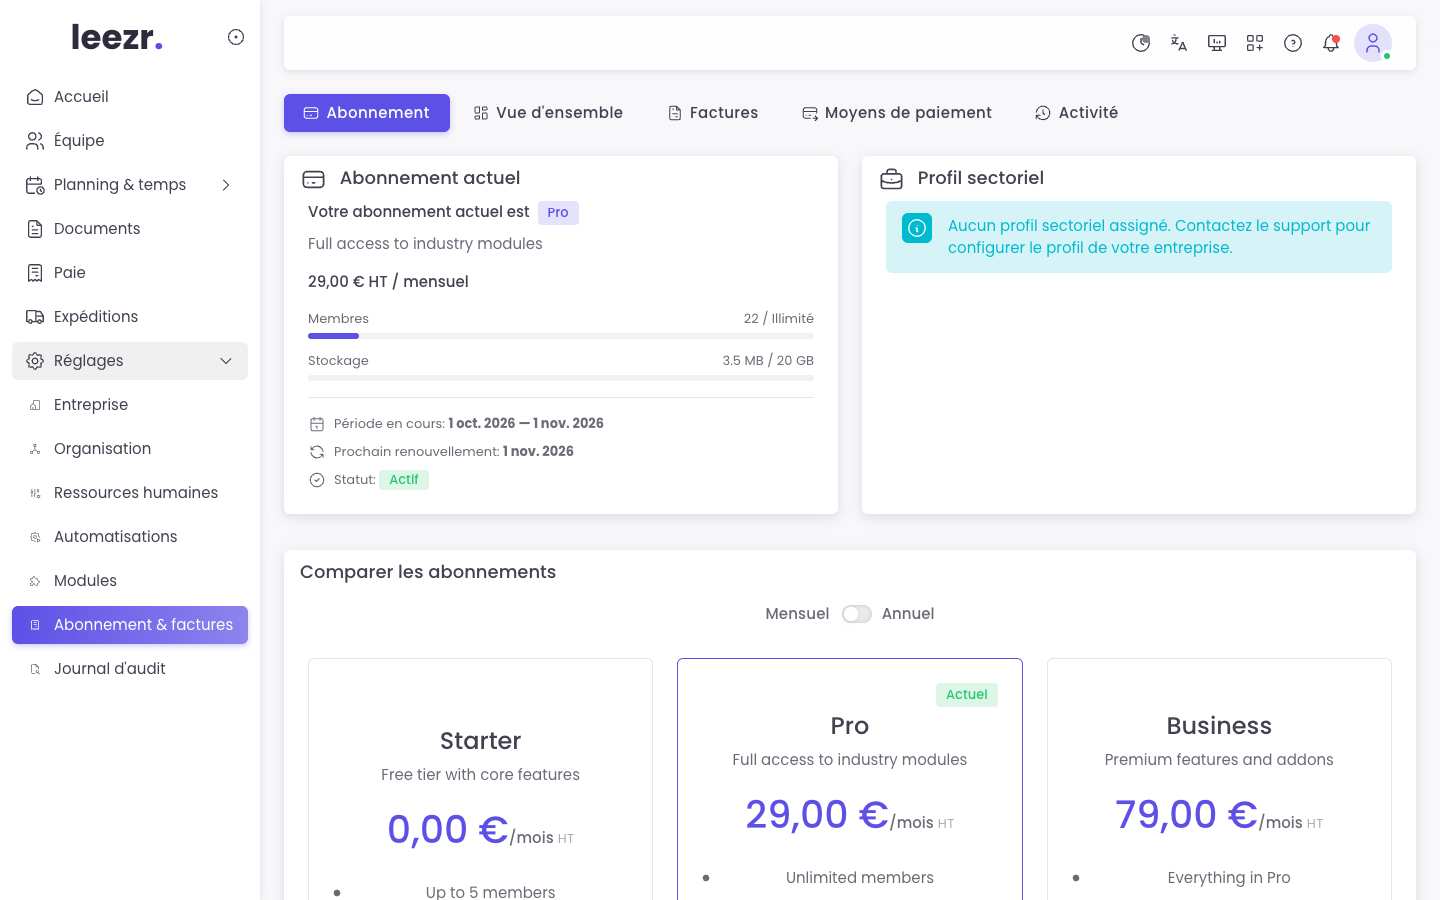 leezr.
Accueil
Équipe
Planning & temps
Documents
Paie
Expéditions
Réglages
Entreprise
Organisation
Ressources humaines
Automatisations
Modules
Abonnement & factures
Journal d'audit
Abonnement
Vue d'ensemble
Factures
Moyens de paiement
Activité
Abonnement actuel
Votre abonnement actuel est Pro
Full access to industry modules
29,00 € HT / mensuel
Membres 22 / Illimité
Stockage 3.5 MB / 20 GB
Période en cours: 1 oct. 2026 — 1 nov. 2026
Prochain renouvellement: 1 nov. 2026
Statut: Actif
Profil sectoriel
Aucun profil sectoriel assigné. Contactez le support pour
configurer le profil de votre entreprise.
Comparer les abonnements
Mensuel Annuel
Starter
Free tier with core features
0,00 €/mois HT
• Up to 5 members
Actuel
Pro
Full access to industry modules
29,00 €/mois HT
• Unlimited members
Business
Premium features and addons
79,00 €/mois HT
• Everything in Pro